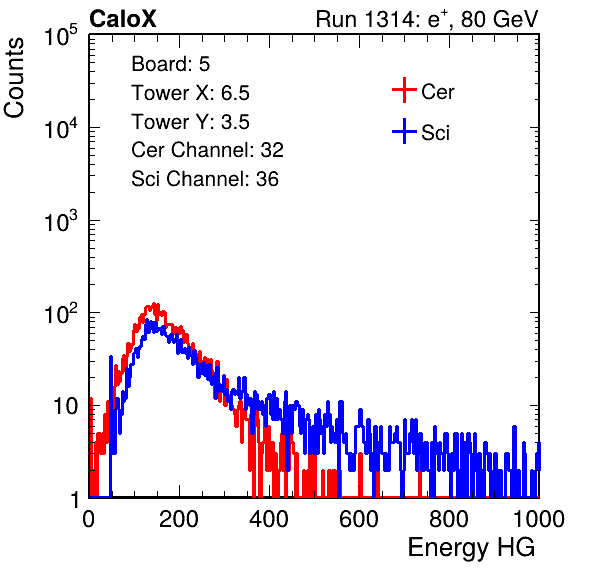 CaloX Run 1314: e⁺, 80 GeV
Counts
10⁵
10⁴
10³
10²
10
1
Board: 5
Tower X: 6.5
Tower Y: 3.5
Cer Channel: 32
Sci Channel: 36
Cer
Sci
0 200 400 600 800 1000
Energy HG